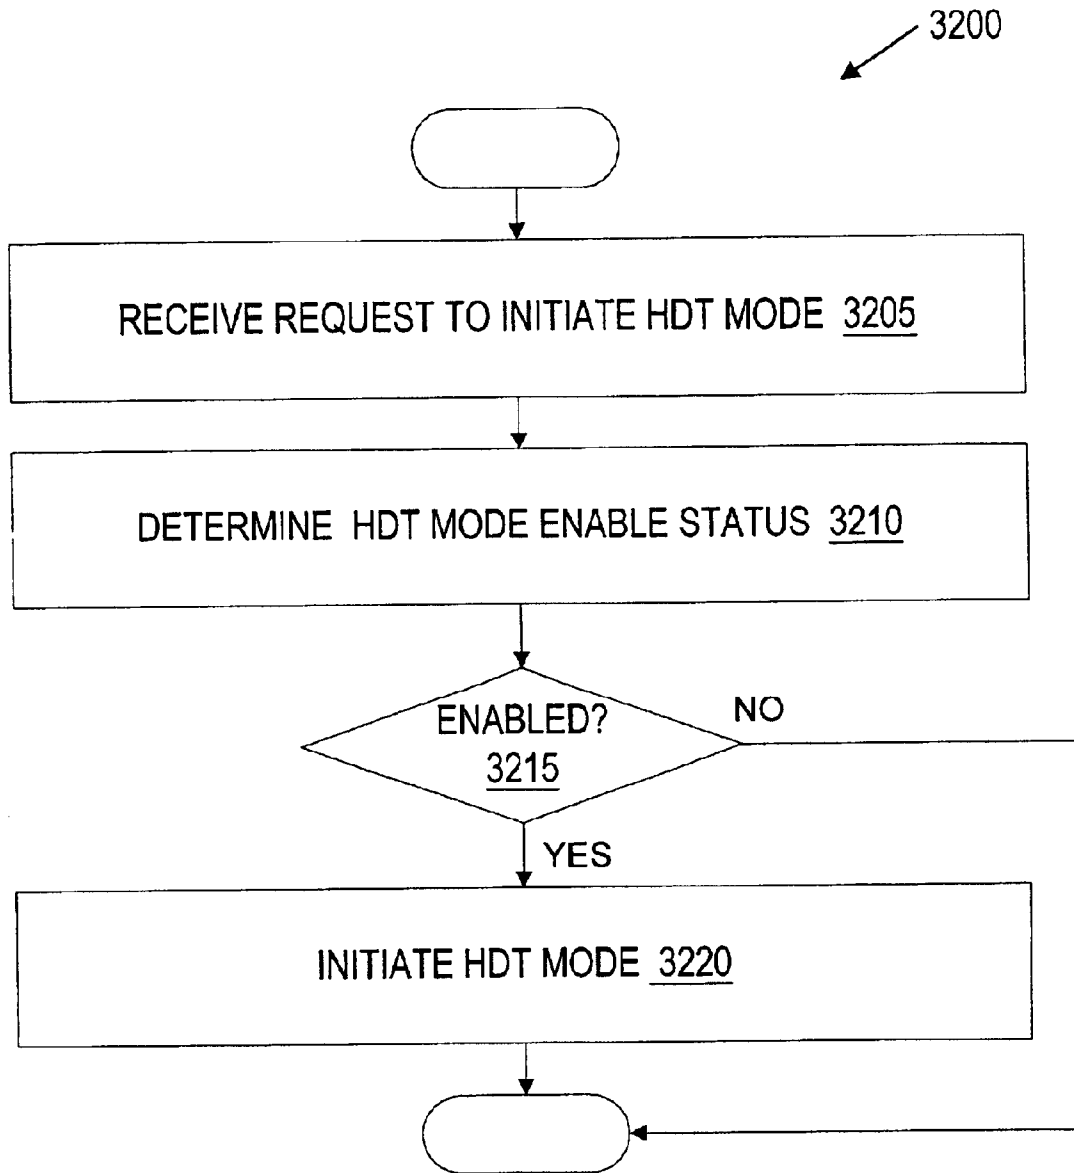 3200
RECEIVE REQUEST TO INITIATE HDT MODE 3205
DETERMINE HDT MODE ENABLE STATUS 3210
ENABLED?
3215
NO
YES
INITIATE HDT MODE 3220